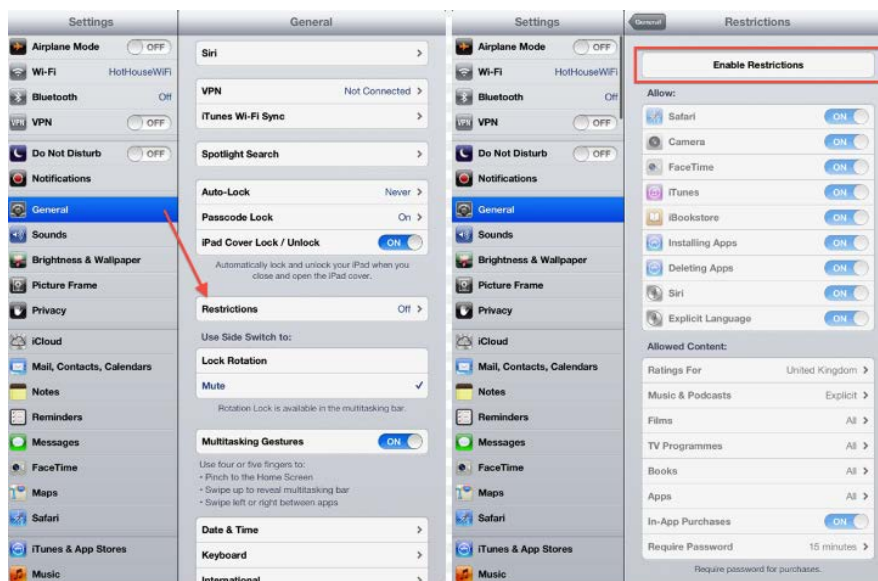 Settings
Airplane Mode OFF
Wi-Fi HotHouseWiFi
Bluetooth Off
VPN OFF
Do Not Disturb OFF
Notifications
General
Sounds
Brightness & Wallpaper
Picture Frame
Privacy
iCloud
Mail, Contacts, Calendars
Notes
Reminders
Messages
FaceTime
Maps
Safari
iTunes & App Stores
Music
General
Siri
VPN Not Connected
iTunes Wi-Fi Sync
Spotlight Search
Auto-Lock Never
Passcode Lock On
iPad Cover Lock / Unlock ON
Automatically lock and unlock your iPad when you
close and open the iPad cover.
Restrictions Off
Use Side Switch to:
Lock Rotation
Mute
Rotation Lock is available in the multitasking bar.
Multitasking Gestures ON
Use four or five fingers to:
• Pinch to the Home Screen
• Swipe up to reveal multitasking bar
• Swipe left or right between apps
Date & Time
Keyboard
International
Settings
Airplane Mode OFF
Wi-Fi HotHouseWiFi
Bluetooth Off
VPN OFF
Do Not Disturb OFF
Notifications
General
Sounds
Brightness & Wallpaper
Picture Frame
Privacy
iCloud
Mail, Contacts, Calendars
Notes
Reminders
Messages
FaceTime
Maps
Safari
iTunes & App Stores
Music
General Restrictions
Enable Restrictions
Allow:
Safari ON
Camera ON
FaceTime ON
iTunes ON
iBookstore ON
Installing Apps ON
Deleting Apps ON
Siri ON
Explicit Language ON
Allowed Content:
Ratings For United Kingdom
Music & Podcasts Explicit
Films All
TV Programmes All
Books All
Apps All
In-App Purchases ON
Require Password 15 minutes
Require password for purchases.